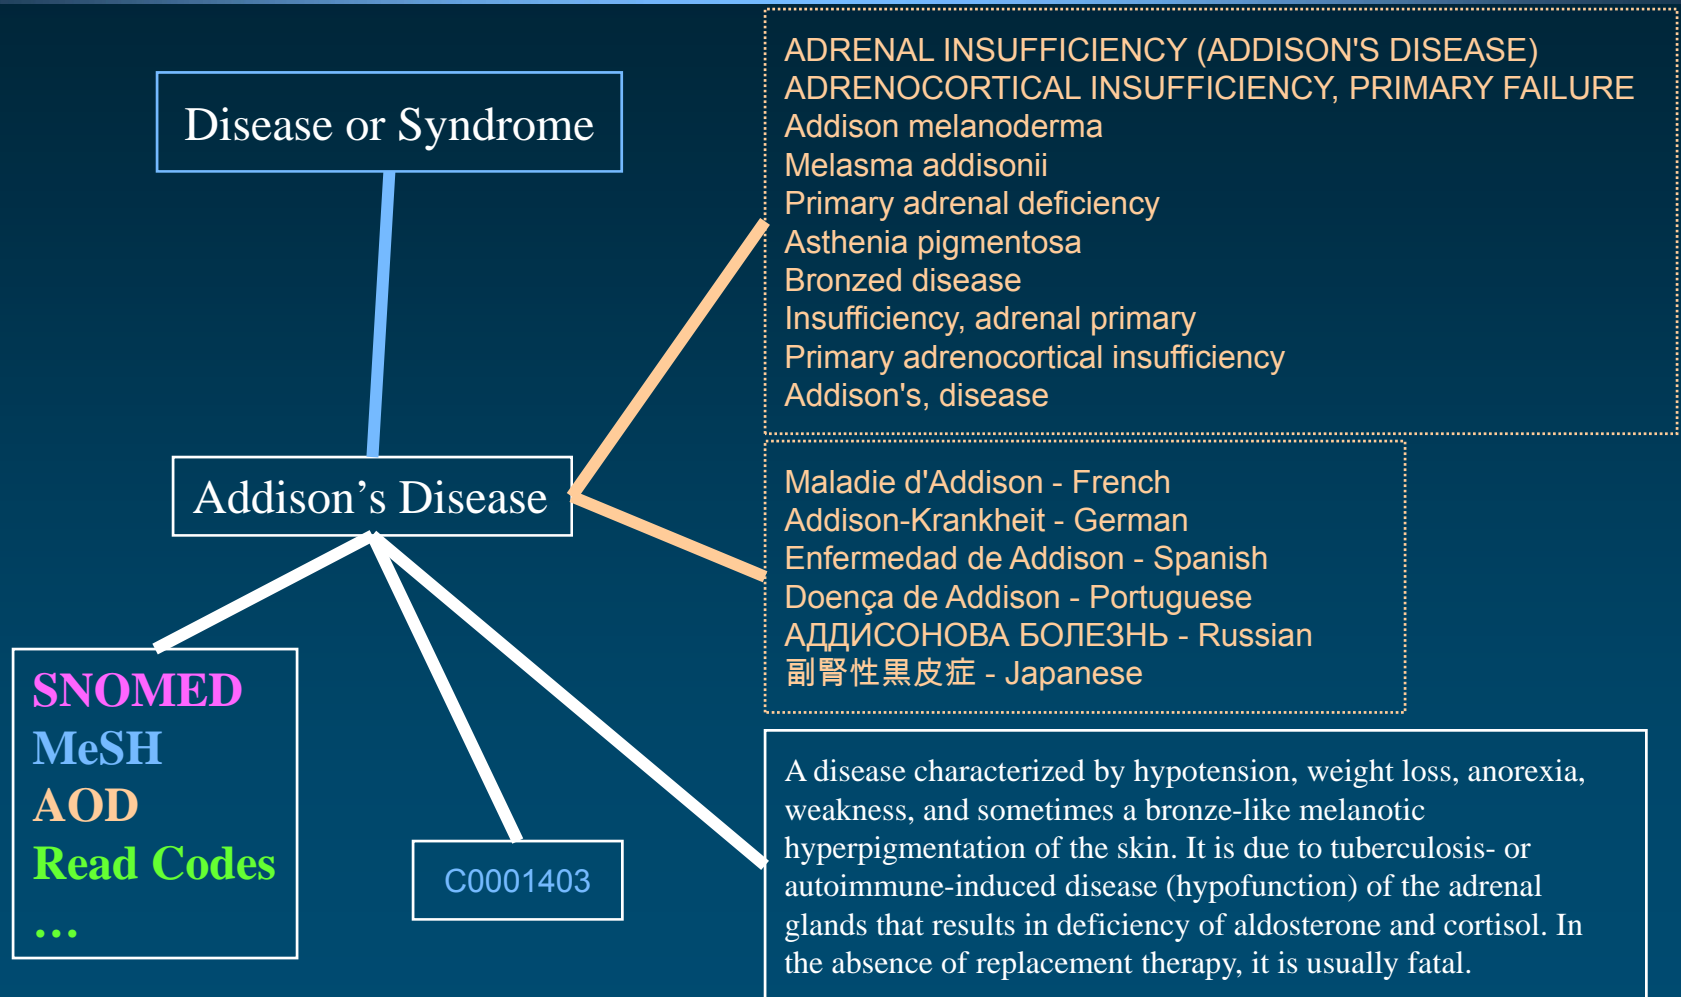 Disease or Syndrome
ADRENAL INSUFFICIENCY (ADDISON'S DISEASE)
ADRENOCORTICAL INSUFFICIENCY, PRIMARY FAILURE
Addison melanoderma
Melasma addisonii
Primary adrenal deficiency
Asthenia pigmentosa
Bronzed disease
Insufficiency, adrenal primary
Primary adrenocortical insufficiency
Addison's, disease
Addison’s Disease
Maladie d'Addison - French
Addison-Krankheit - German
Enfermedad de Addison - Spanish
Doença de Addison - Portuguese
АДДИСОНОВА БОЛЕЗНЬ - Russian
副腎性黒皮症 - Japanese
SNOMED
MeSH
AOD
Read Codes
…
C0001403
A disease characterized by hypotension, weight loss, anorexia,
weakness, and sometimes a bronze-like melanotic
hyperpigmentation of the skin. It is due to tuberculosis- or
autoimmune-induced disease (hypofunction) of the adrenal
glands that results in deficiency of aldosterone and cortisol. In
the absence of replacement therapy, it is usually fatal.